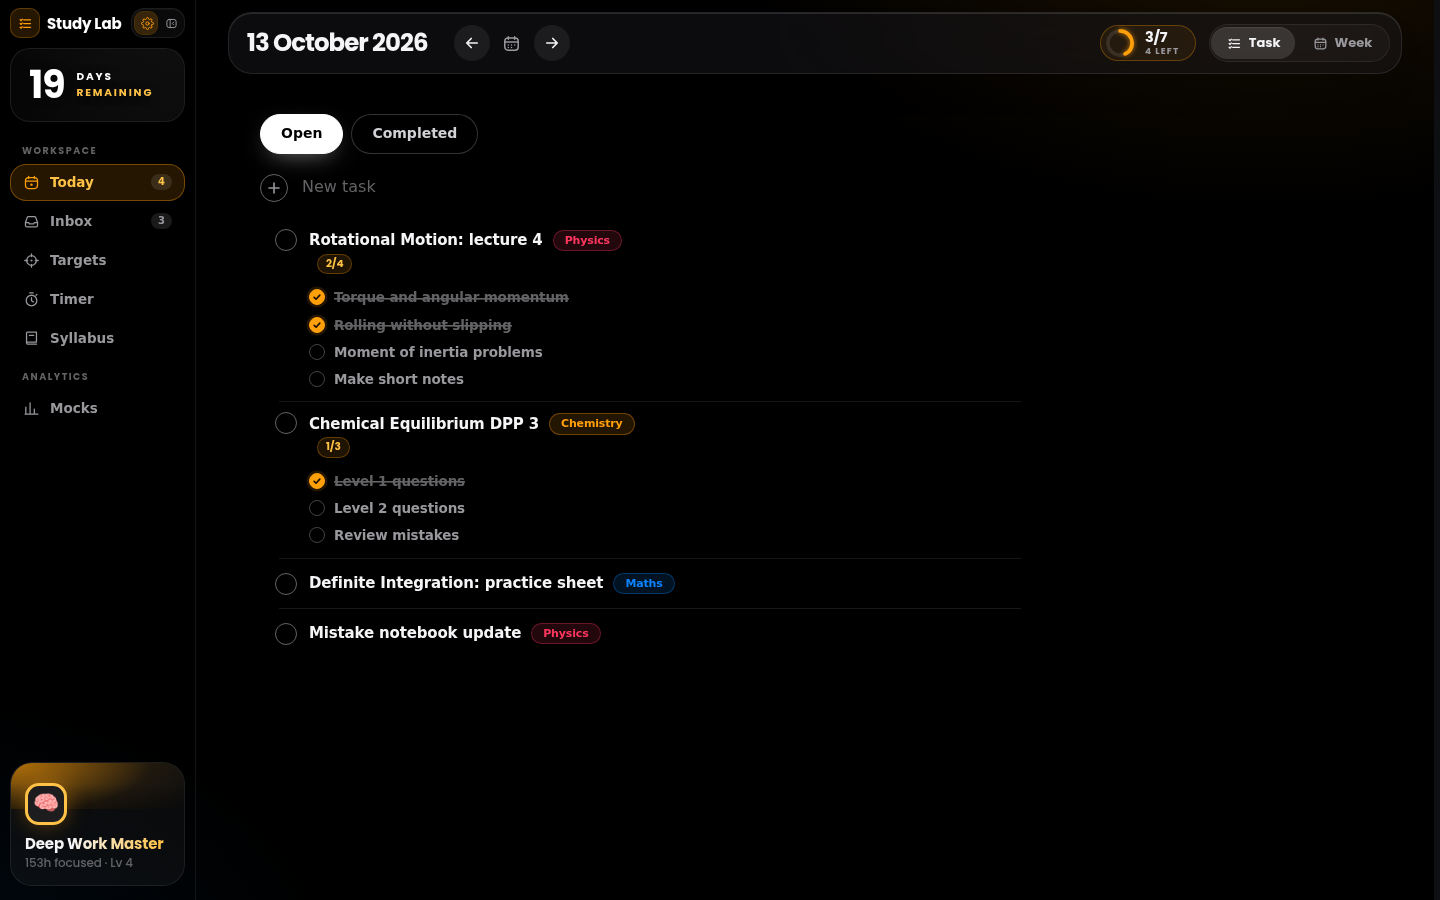 Study Lab
19 DAYS REMAINING
WORKSPACE
Today 4
Inbox 3
Targets
Timer
Syllabus
ANALYTICS
Mocks
Deep Work Master
153h focused · Lv 4
13 October 2026
3/7
4 LEFT
Task
Week
Open
Completed
New task
Rotational Motion: lecture 4 Physics
2/4
Torque and angular momentum
Rolling without slipping
Moment of inertia problems
Make short notes
Chemical Equilibrium DPP 3 Chemistry
1/3
Level 1 questions
Level 2 questions
Review mistakes
Definite Integration: practice sheet Maths
Mistake notebook update Physics